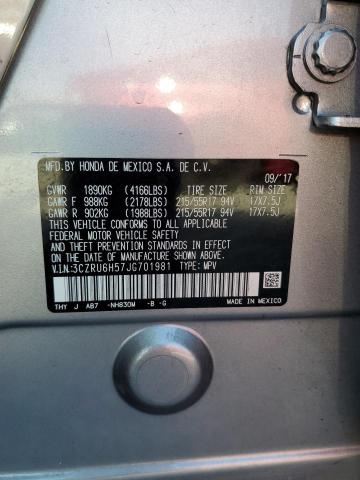 MFD.BY HONDA DE MEXICO S.A. DE C.V.
09/'17
GVWR 1890KG (4166LBS) TIRE SIZE RIM SIZE
GAWR F 988KG (2178LBS) 215/55R17 94V 17X7.5J
GAWR R 902KG (1988LBS) 215/55R17 94V 17X7.5J
THIS VEHICLE CONFORMS TO ALL APPLICABLE
FEDERAL MOTOR VEHICLE SAFETY
STANDARDS IN EFFECT ON THE DATE OF MANUFACTURE SHOWN ABOVE.
V.I.N:3CZRU6H57JG701981 TYPE: MPV
THY J AB7 -NH830M -B -G
MADE IN MEXICO